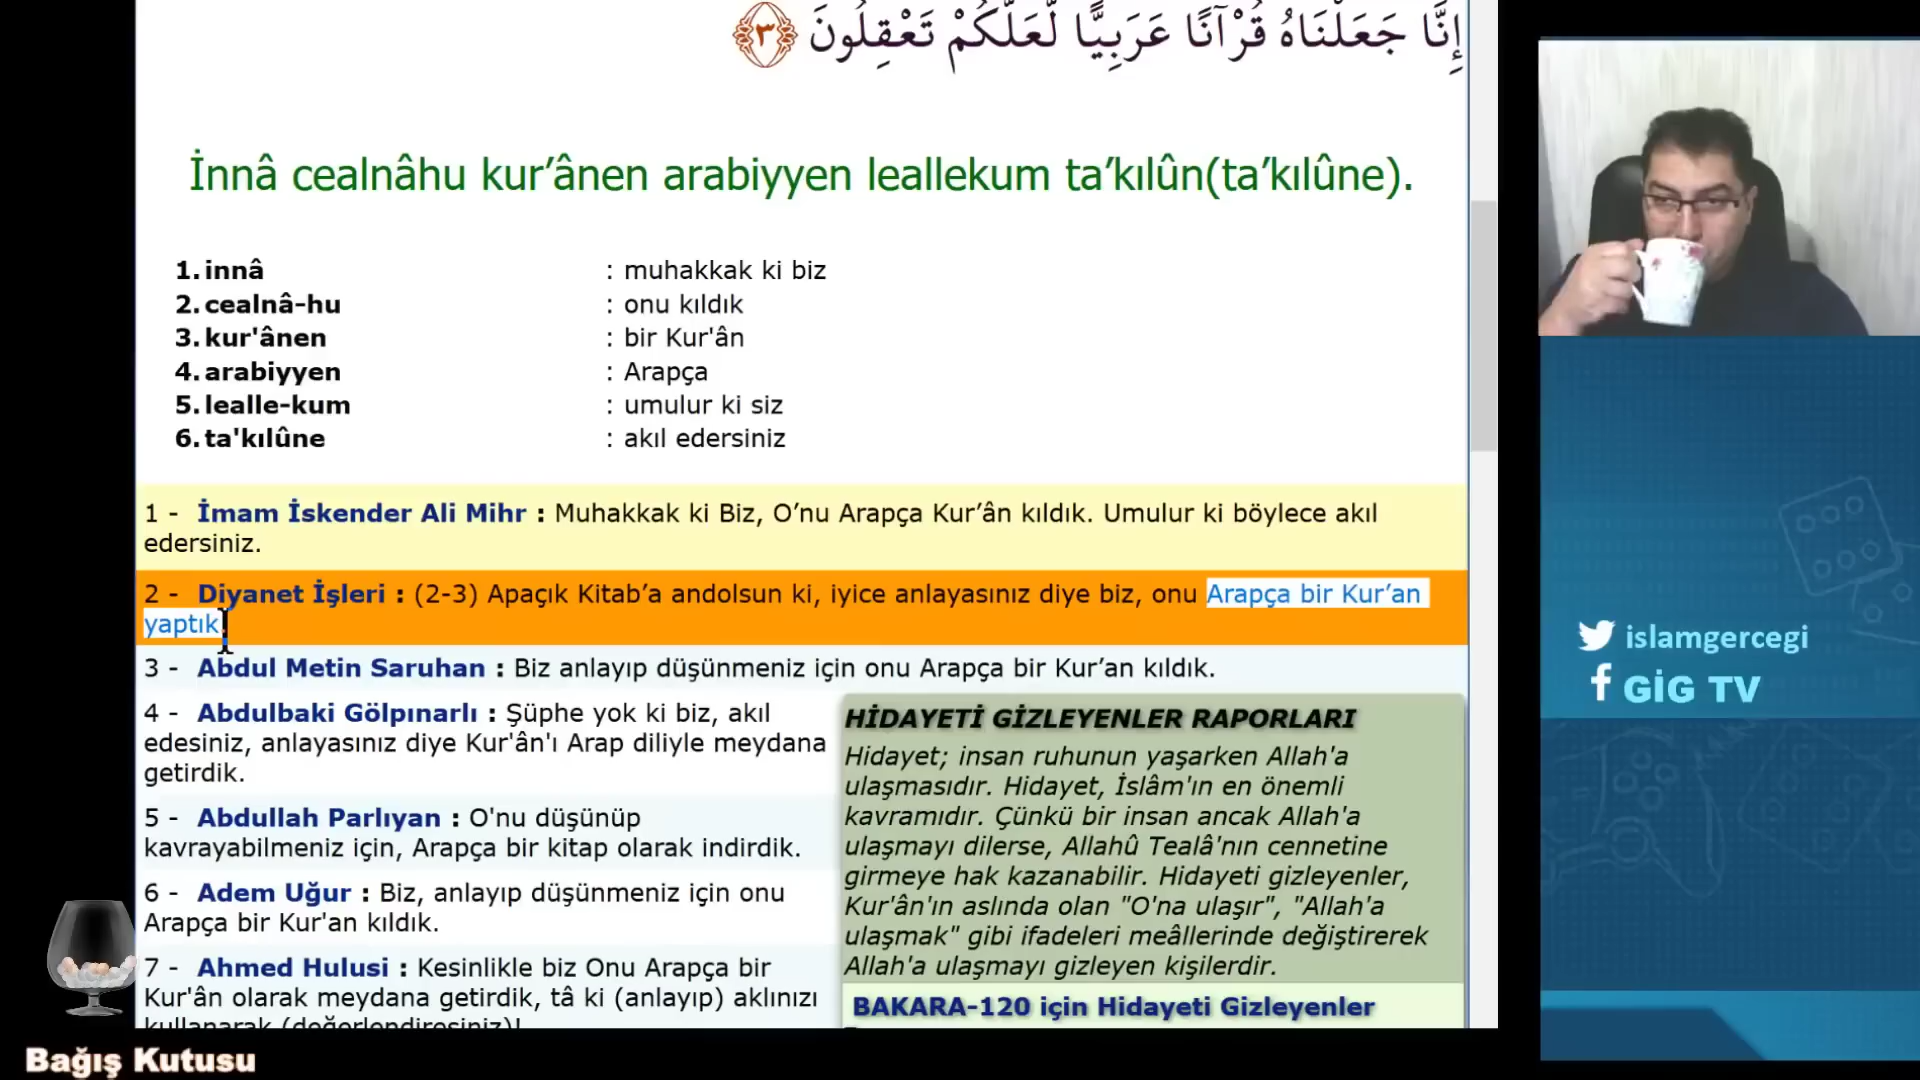 إِنَّا جَعَلْنَاهُ قُرْآنًا عَرَبِيًّا لَّعَلَّكُمْ تَعْقِلُونَ ﴿٣﴾
İnnâ cealnâhu kur’ânen arabiyyen leallekum ta’kılûn(ta’kılûne).
1. innâ : muhakkak ki biz
2. cealnâ-hu : onu kıldık
3. kur'ânen : bir Kur'ân
4. arabiyyen : Arapça
5. lealle-kum : umulur ki siz
6. ta'kılûne : akıl edersiniz
1 - İmam İskender Ali Mihr : Muhakkak ki Biz, O’nu Arapça Kur’ân kıldık. Umulur ki böylece akıl
edersiniz.
2 - Diyanet İşleri : (2-3) Apaçık Kitab’a andolsun ki, iyice anlayasınız diye biz, onu Arapça bir Kur’an
yaptık.
3 - Abdul Metin Saruhan : Biz anlayıp düşünmeniz için onu Arapça bir Kur’an kıldık.
4 - Abdulbaki Gölpınarlı : Şüphe yok ki biz, akıl
edesiniz, anlayasınız diye Kur'ân'ı Arap diliyle meydana
getirdik.
5 - Abdullah Parlıyan : O'nu düşünüp
kavrayabilmeniz için, Arapça bir kitap olarak indirdik.
6 - Adem Uğur : Biz, anlayıp düşünmeniz için onu
Arapça bir Kur'an kıldık.
7 - Ahmed Hulusi : Kesinlikle biz Onu Arapça bir
Kur'ân olarak meydana getirdik, tâ ki (anlayıp) aklınızı
kullanarak (değerlendiresiniz)!
HİDAYETİ GİZLEYENLER RAPORLARI
Hidayet; insan ruhunun yaşarken Allah'a
ulaşmasıdır. Hidayet, İslâm'ın en önemli
kavramıdır. Çünkü bir insan ancak Allah'a
ulaşmayı dilerse, Allahû Tealâ'nın cennetine
girmeye hak kazanabilir. Hidayeti gizleyenler,
Kur'ân'ın aslında olan "O'na ulaşır", "Allah'a
ulaşmak" gibi ifadeleri meâllerinde değiştirerek
Allah'a ulaşmayı gizleyen kişilerdir.
BAKARA-120 için Hidayeti Gizleyenler
islamgercegi
GİG TV
Bağış Kutusu